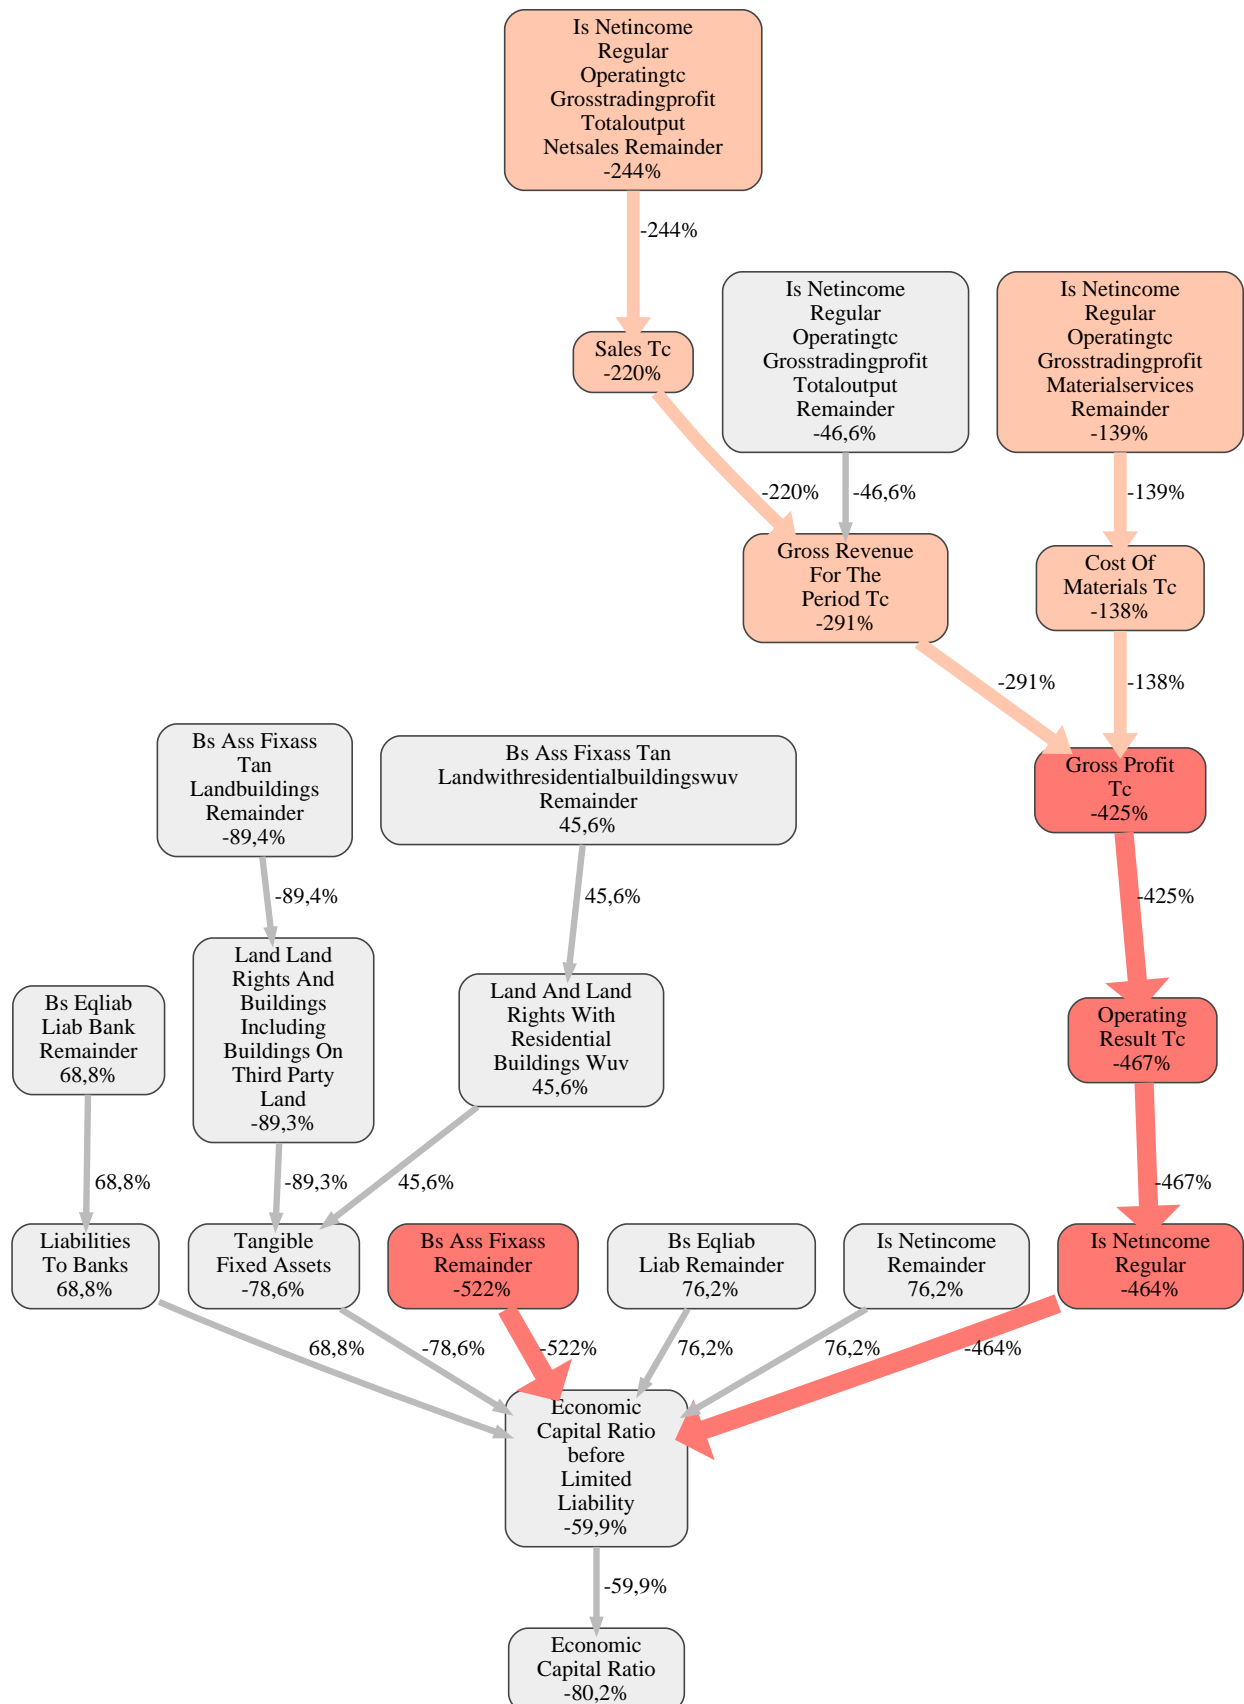 Is Netincome
Regular
Operatingtc
Grosstradingprofit
Totaloutput
Netsales Remainder
-244%
-244%
Sales Tc
-220%
Is Netincome
Regular
Operatingtc
Grosstradingprofit
Totaloutput
Remainder
-46,6%
Is Netincome
Regular
Operatingtc
Grosstradingprofit
Materialservices
Remainder
-139%
-220%
-46,6%
-139%
Gross Revenue
For The
Period Tc
-291%
Cost Of
Materials Tc
-138%
-291%
-138%
Bs Ass Fixass
Tan
Landbuildings
Remainder
-89,4%
Bs Ass Fixass Tan
Landwithresidentialbuildingswuv
Remainder
45,6%
Gross Profit
Tc
-425%
-89,4%
45,6%
-425%
Bs Eqliab
Liab Bank
Remainder
68,8%
Land Land
Rights And
Buildings
Including
Buildings On
Third Party
Land
-89,3%
Land And Land
Rights With
Residential
Buildings Wuv
45,6%
Operating
Result Tc
-467%
68,8%
-89,3%
45,6%
-467%
Liabilities
To Banks
68,8%
Tangible
Fixed Assets
-78,6%
Bs Ass Fixass
Remainder
-522%
Bs Eqliab
Liab Remainder
76,2%
Is Netincome
Remainder
76,2%
Is Netincome
Regular
-464%
68,8%
-78,6%
-522%
76,2%
76,2%
-464%
Economic
Capital Ratio
before
Limited
Liability
-59,9%
-59,9%
Economic
Capital Ratio
-80,2%